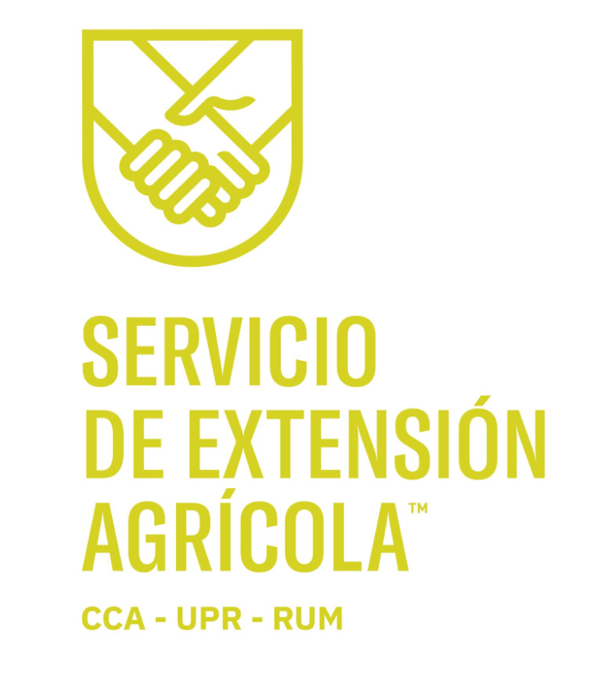 SERVICIO
DE EXTENSIÓN
AGRÍCOLA™
CCA - UPR - RUM